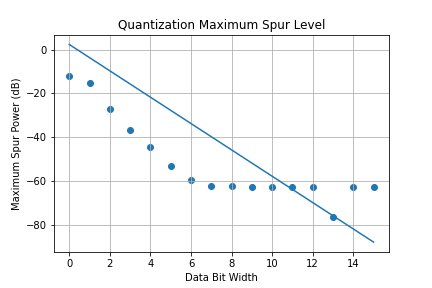 Quantization Maximum Spur Level
Maximum Spur Power (dB)
0
−20
−40
−60
−80
0 2 4 6 8 10 12 14
Data Bit Width